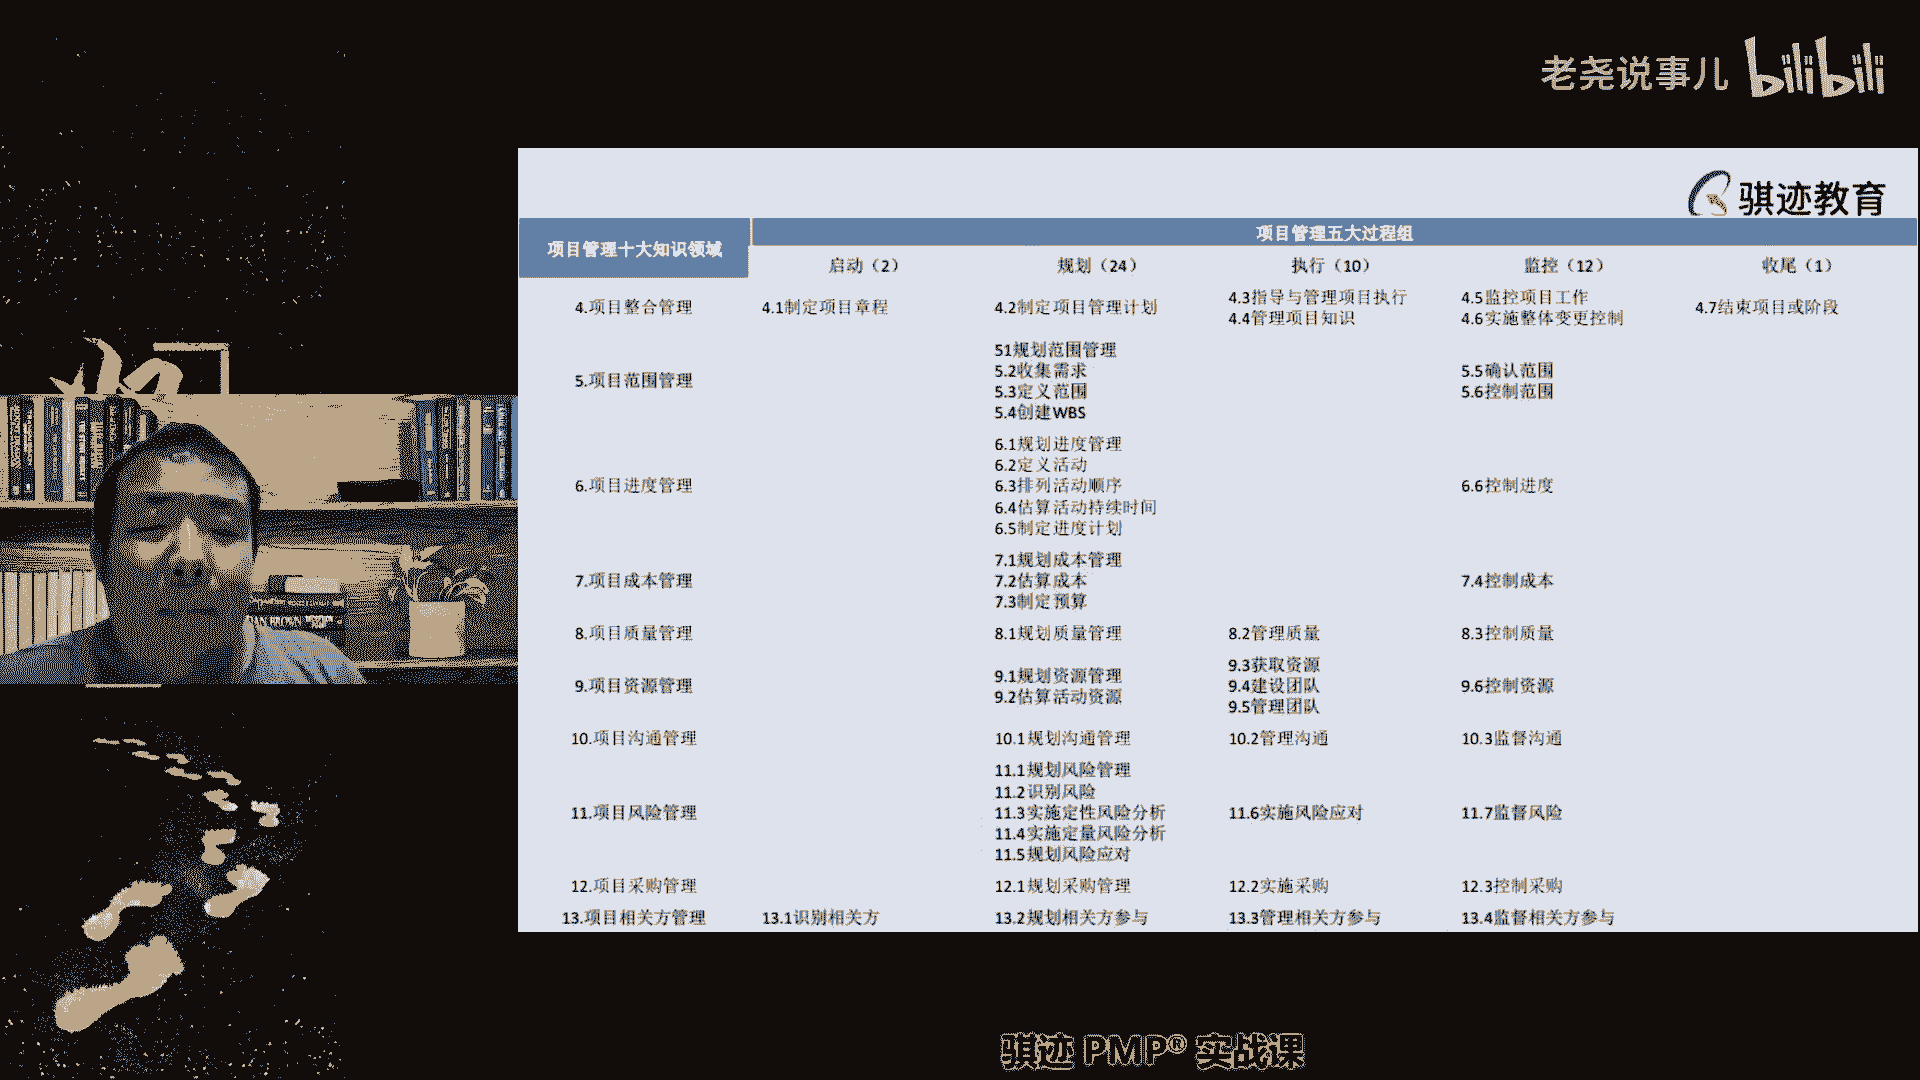 老尧说事儿 bilibili
骐迹教育
项目管理十大知识领域
项目管理五大过程组
启动（2） 规划（24） 执行（10） 监控（12） 收尾（1）
4.项目整合管理 4.1制定项目章程 4.2制定项目管理计划 4.3指导与管理项目执行 4.5监控项目工作 4.7结束项目或阶段
4.4管理项目知识 4.6实施整体变更控制
5.项目范围管理
51规划范围管理
5.2收集需求 5.5确认范围
5.3定义范围 5.6控制范围
5.4创建WBS
6.1规划进度管理
6.2定义活动
6.项目进度管理 6.3排列活动顺序 6.6控制进度
6.4估算活动持续时间
6.5制定进度计划
7.1规划成本管理
7.项目成本管理 7.2估算成本 7.4控制成本
7.3制定预算
8.项目质量管理 8.1规划质量管理 8.2管理质量 8.3控制质量
9.项目资源管理
9.1规划资源管理
9.2估算活动资源
9.3获取资源
9.4建设团队 9.6控制资源
9.5管理团队
10.项目沟通管理 10.1规划沟通管理 10.2管理沟通 10.3监督沟通
11.1规划风险管理
11.2识别风险
11.项目风险管理 11.3实施定性风险分析 11.6实施风险应对 11.7监督风险
11.4实施定量风险分析
11.5规划风险应对
12.项目采购管理 12.1规划采购管理 12.2实施采购 12.3控制采购
13.项目相关方管理 13.1识别相关方 13.2规划相关方参与 13.3管理相关方参与 13.4监督相关方参与
骐迹 PMP® 实战课